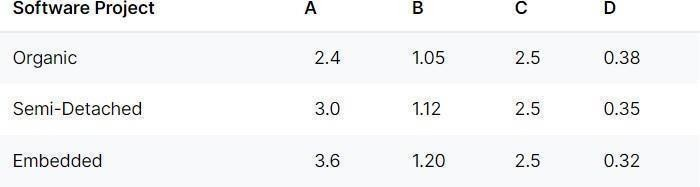 Software Project A B C D
Organic 2.4 1.05 2.5 0.38
Semi-Detached 3.0 1.12 2.5 0.35
Embedded 3.6 1.20 2.5 0.32